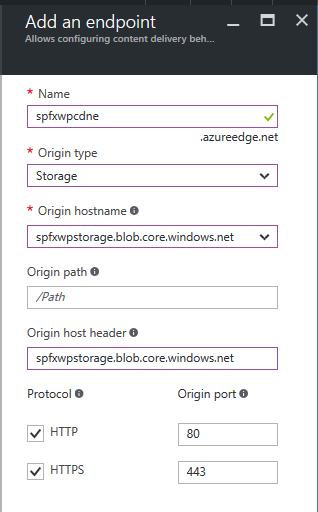 Add an endpoint
Allows configuring content delivery beh...
* Name
spfxwpcdne
.azureedge.net
* Origin type
Storage
* Origin hostname
spfxwpstorage.blob.core.windows.net
Origin path
/Path
Origin host header
spfxwpstorage.blob.core.windows.net
Protocol Origin port
HTTP 80
HTTPS 443